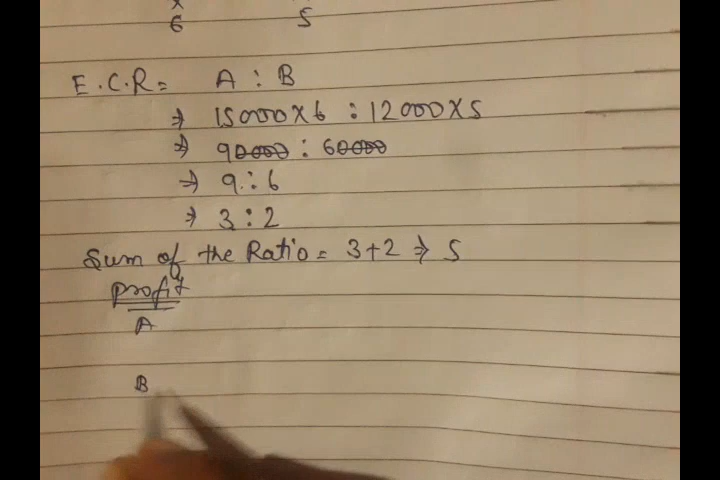 6 5
E.C.R= A : B
⇒ 15000×6 : 12000×5
⇒ 90000 : 60000
⇒ 9 : 6
⇒ 3 : 2
Sum of the Ratio = 3+2 ⇒ 5
Profit
A
B